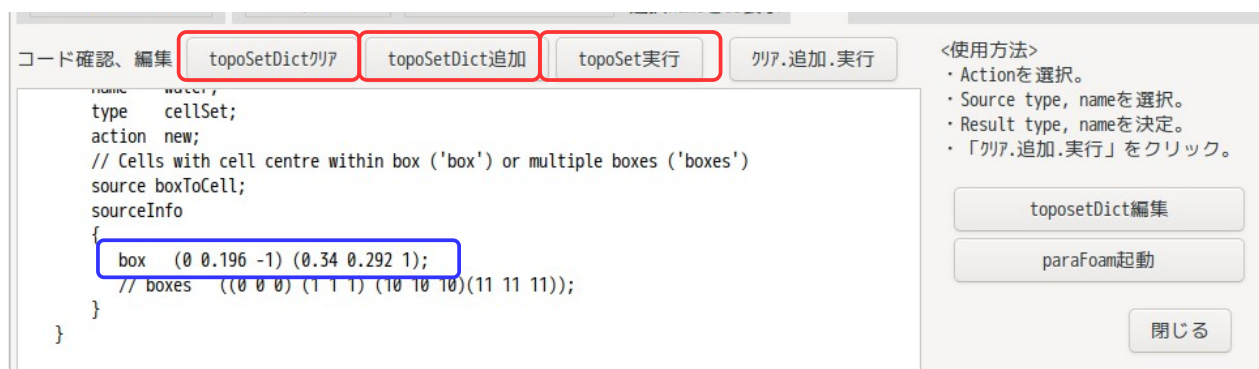 コード確認、編集 toposetDictｸﾘｱ topoSetDict追加 topoSet実行 ｸﾘｱ.追加.実行
name water;
type cellSet;
action new;
// Cells with cell centre within box ('box') or multiple boxes ('boxes')
source boxToCell;
sourceInfo
{
box (0 0.196 -1) (0.34 0.292 1);
// boxes ((0 0 0) (1 1 1) (10 10 10)(11 11 11));
}
}
<使用方法>
・Actionを選択。
・Source type, nameを選択。
・Result type, nameを決定。
・「ｸﾘｱ.追加.実行」をクリック。
toposetDict編集
paraFoam起動
閉じる